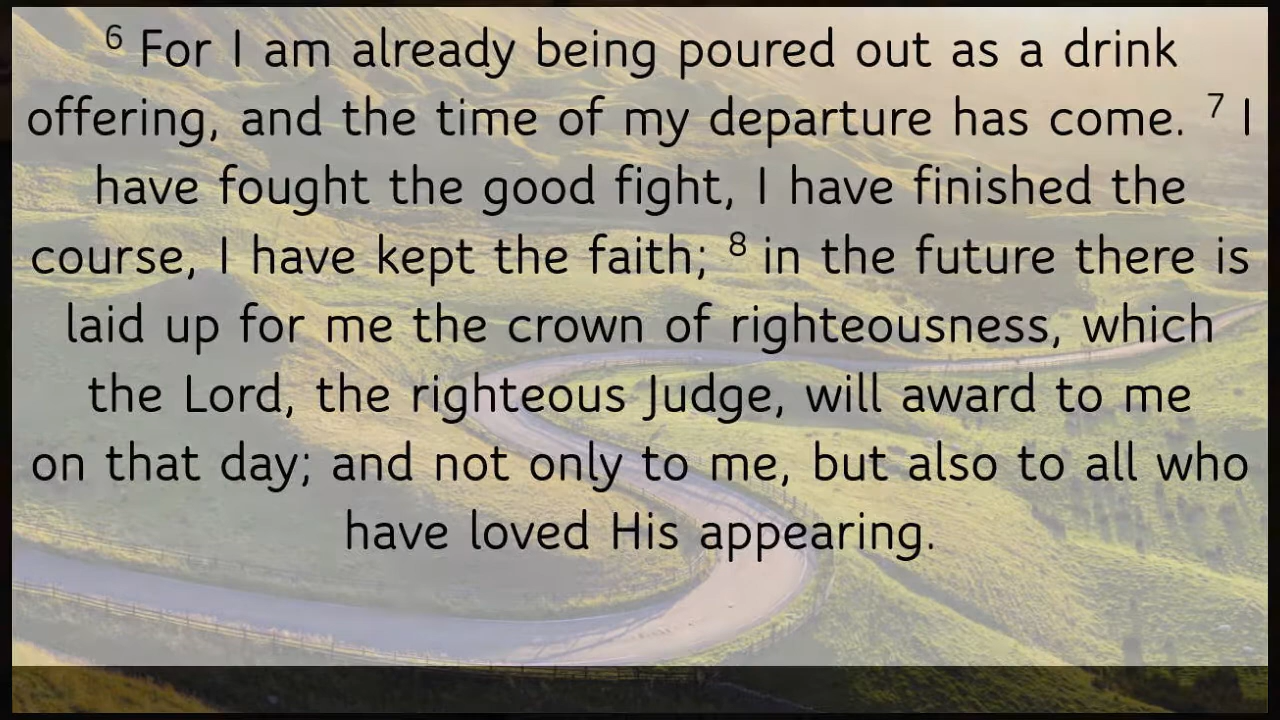 ⁶ For I am already being poured out as a drink
offering, and the time of my departure has come. ⁷ I
have fought the good fight, I have finished the
course, I have kept the faith; ⁸ in the future there is
laid up for me the crown of righteousness, which
the Lord, the righteous Judge, will award to me
on that day; and not only to me, but also to all who
have loved His appearing.